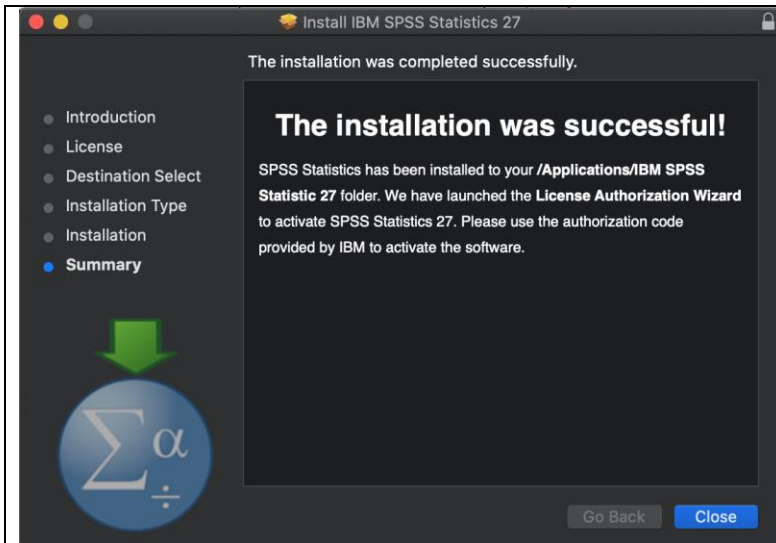 Install IBM SPSS Statistics 27
The installation was completed successfully.
Introduction
License
Destination Select
Installation Type
Installation
Summary
The installation was successful!
SPSS Statistics has been installed to your /Applications/IBM SPSS
Statistic 27 folder. We have launched the License Authorization Wizard
to activate SPSS Statistics 27. Please use the authorization code
provided by IBM to activate the software.
Σα
÷
Go Back
Close